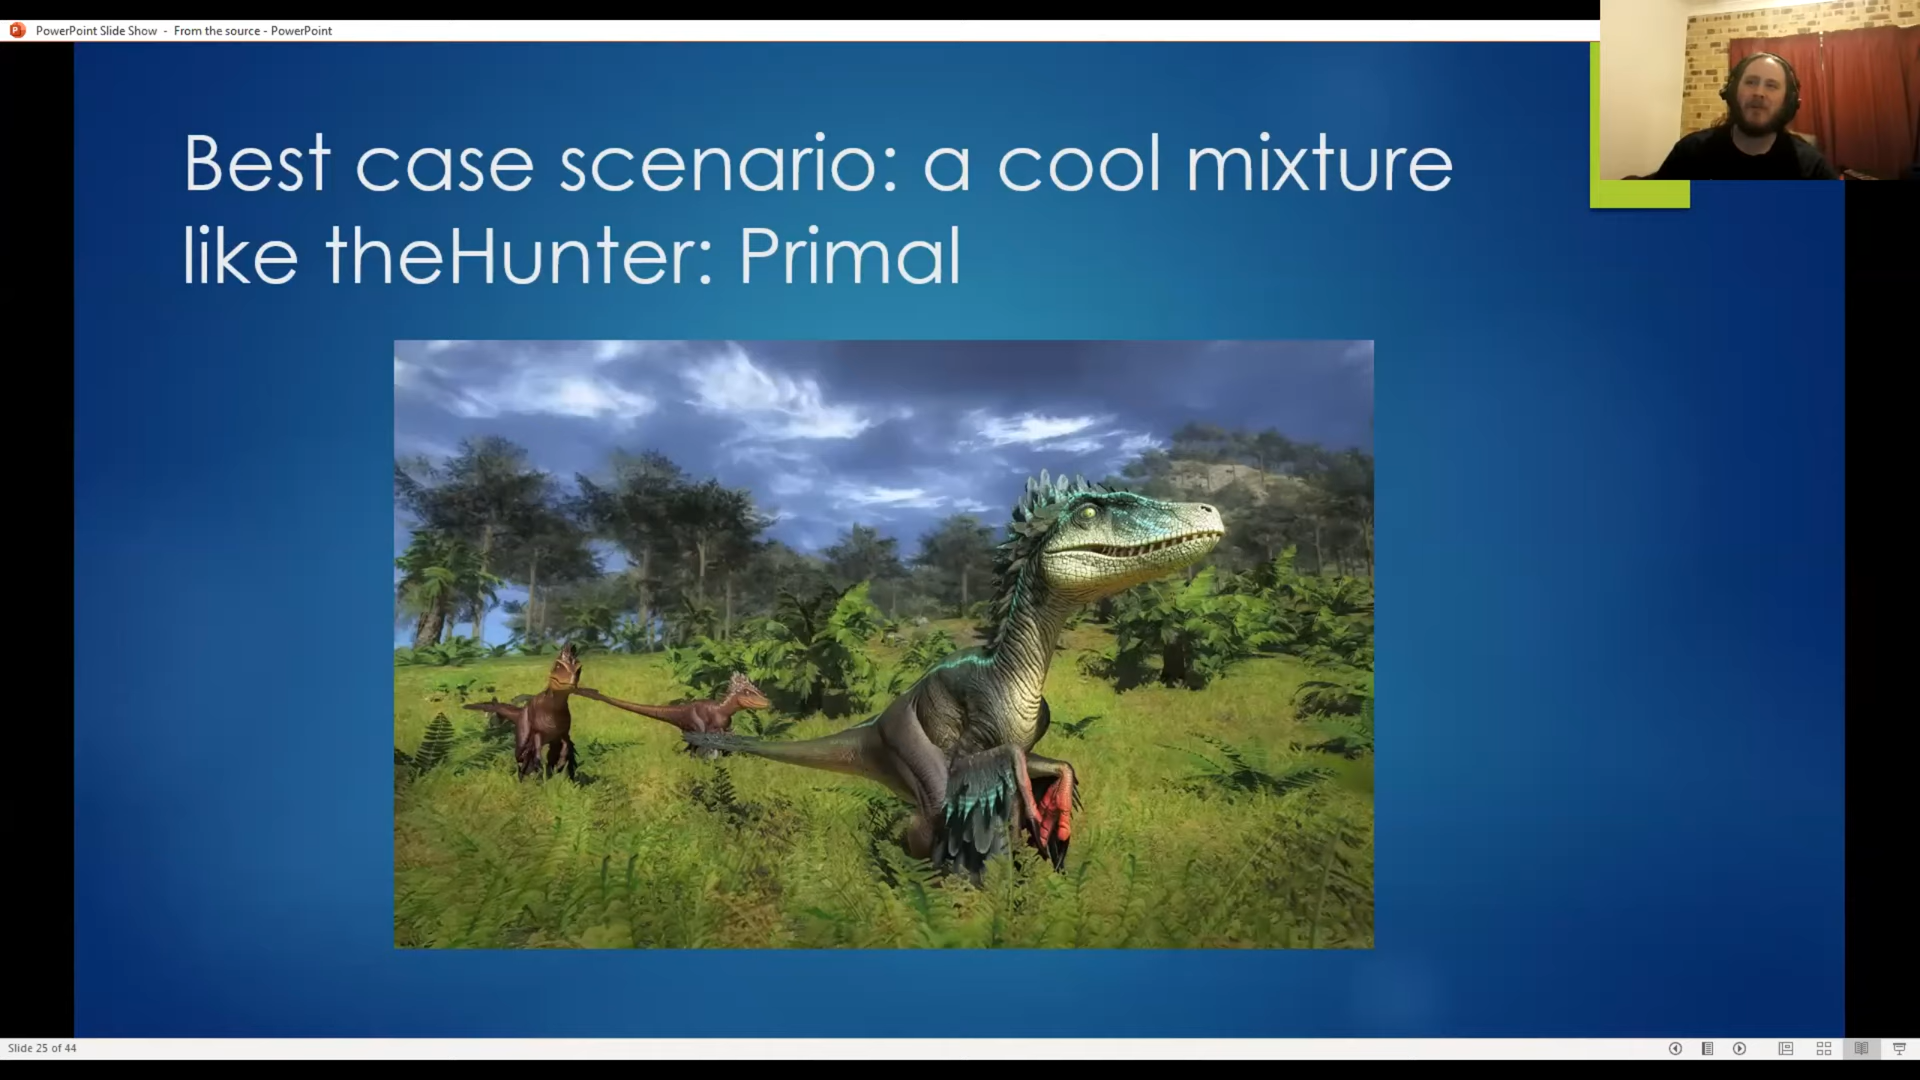 PowerPoint Slide Show - From the source - PowerPoint
Best case scenario: a cool mixture
like theHunter: Primal
Slide 25 of 44